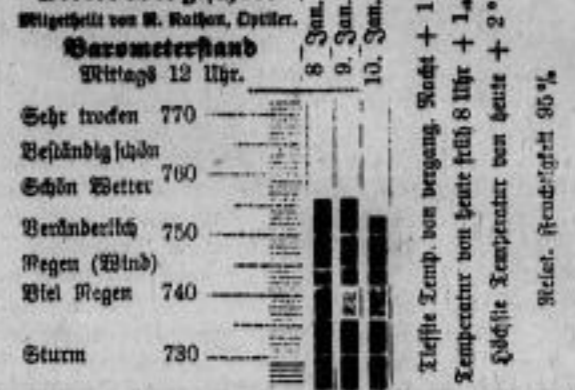 Mitgetheilt von R. Nathan, Optiker.
Barometerstand
Mittags 12 Uhr.
8 Jan.
9. Jan.
10. Jan.
Sehr trocken 770
Beständig schön
Schön Wetter 760
Veränderlich 750
Regen (Wind)
Viel Regen 740
Sturm 730
Tiefste Temp. von vergang. Nacht + 1
Temperatur von heute früh 8 Uhr + 1
Höchste Temperatur von heute + 2°
Relat. Feuchtigkeit 95%